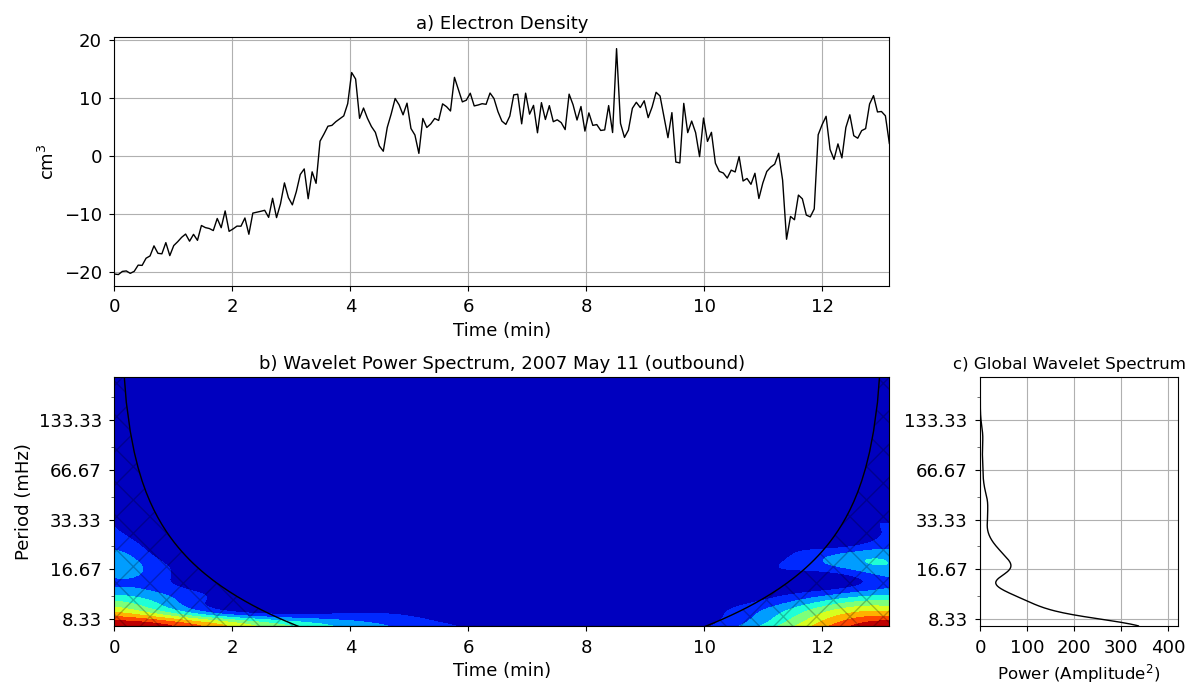 a) Electron Density
20
10
0
−10
−20
cm³
0 2 4 6 8 10 12
Time (min)
b) Wavelet Power Spectrum, 2007 May 11 (outbound)
133.33
66.67
33.33
16.67
8.33
Period (mHz)
0 2 4 6 8 10 12
Time (min)
c) Global Wavelet Spectrum
133.33
66.67
33.33
16.67
8.33
0 100 200 300 400
Power (Amplitude²)